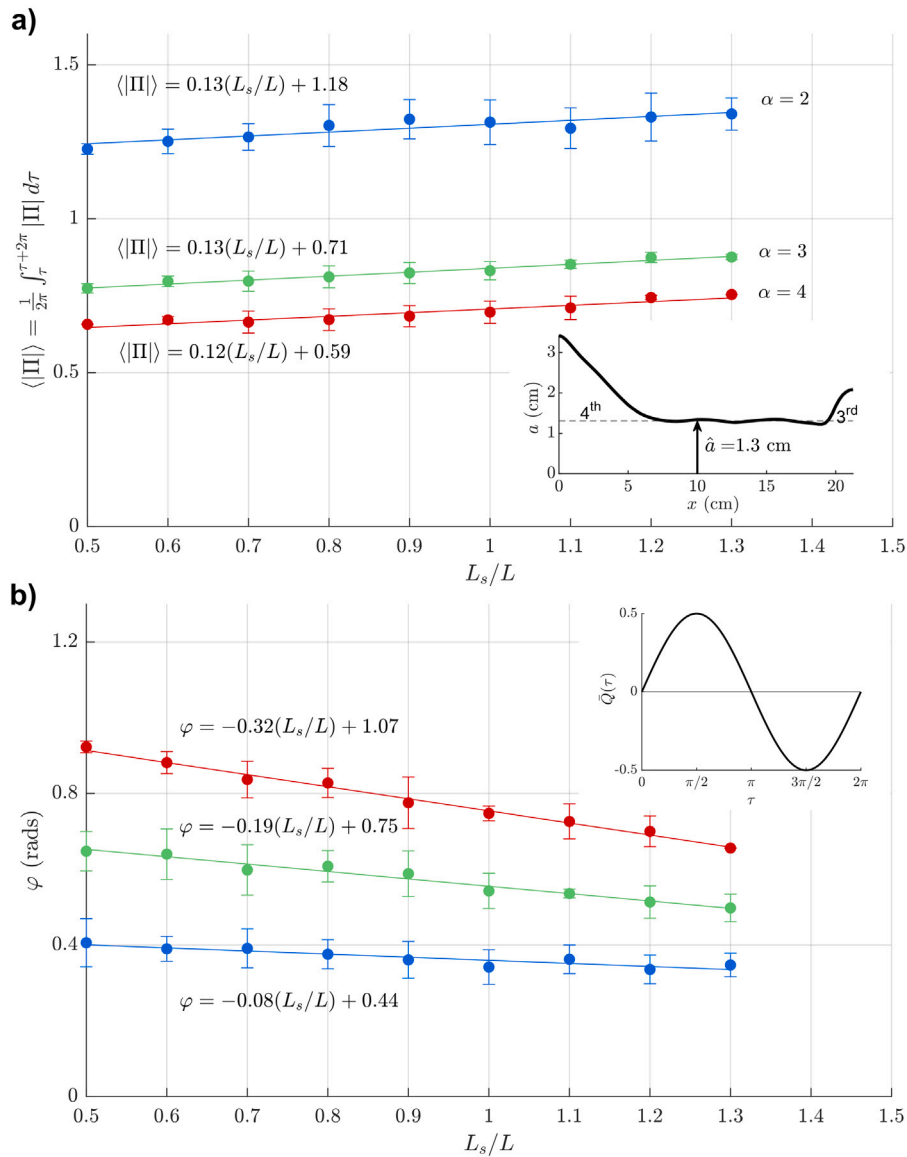 a)
1.5
1
0.5
0
⟨|Π|⟩ = 1/2π ∫_τ^{τ+2π} |Π| dτ
⟨|Π|⟩ = 0.13(L_s/L) + 1.18
α = 2
⟨|Π|⟩ = 0.13(L_s/L) + 0.71
α = 3
α = 4
⟨|Π|⟩ = 0.12(L_s/L) + 0.59
3
2
1
0
a (cm)
4th
3rd
â = 1.3 cm
0 5 10 15 20
x (cm)
0.5 0.6 0.7 0.8 0.9 1 1.1 1.2 1.3 1.4 1.5
L_s/L
b)
1.2
0.8
0.4
0
φ (rads)
φ = −0.32(L_s/L) + 1.07
φ = −0.19(L_s/L) + 0.75
φ = −0.08(L_s/L) + 0.44
0.5
0
-0.5
Q̄(τ)
0 π/2 π 3π/2 2π
τ
0.5 0.6 0.7 0.8 0.9 1 1.1 1.2 1.3 1.4 1.5
L_s/L